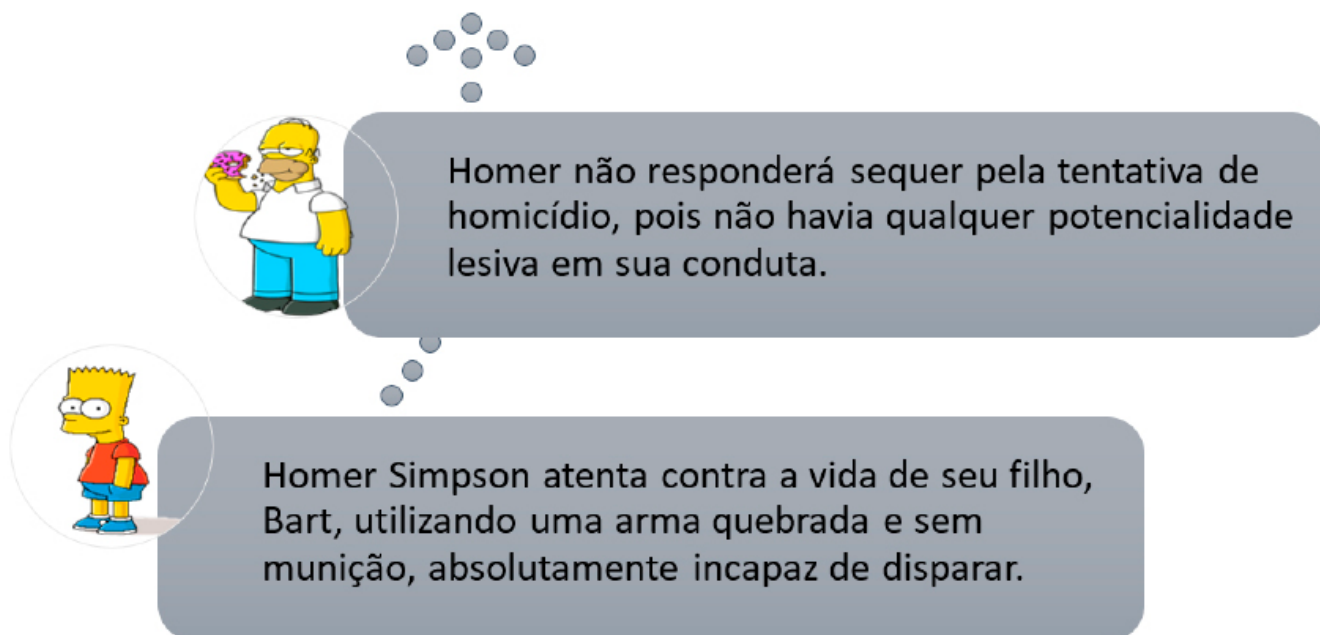 Homer não responderá sequer pela tentativa de
homicídio, pois não havia qualquer potencialidade
lesiva em sua conduta.
Homer Simpson atenta contra a vida de seu filho,
Bart, utilizando uma arma quebrada e sem
munição, absolutamente incapaz de disparar.